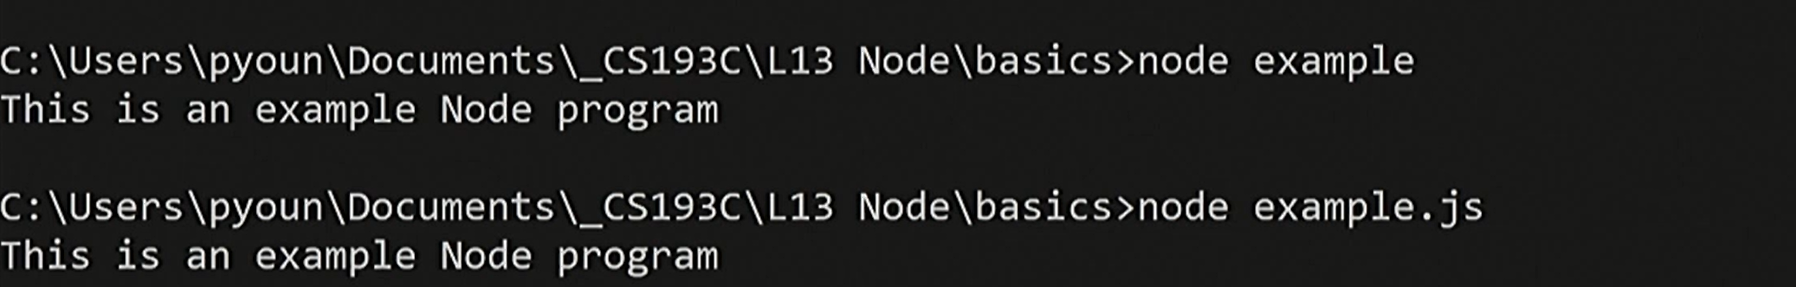 C:\Users\pyoun\Documents\_CS193C\L13 Node\basics>node example
This is an example Node program
C:\Users\pyoun\Documents\_CS193C\L13 Node\basics>node example.js
This is an example Node program